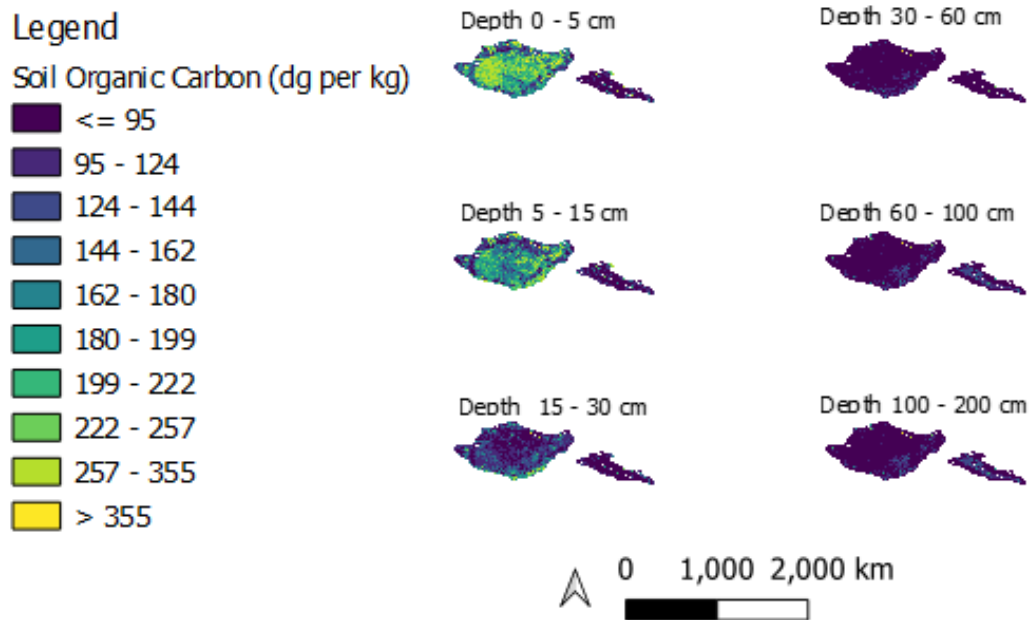 Legend
Soil Organic Carbon (dg per kg)
<= 95
95 - 124
124 - 144
144 - 162
162 - 180
180 - 199
199 - 222
222 - 257
257 - 355
> 355
Depth 0 - 5 cm
Depth 30 - 60 cm
Depth 5 - 15 cm
Depth 60 - 100 cm
Depth 15 - 30 cm
Depth 100 - 200 cm
0 1,000 2,000 km